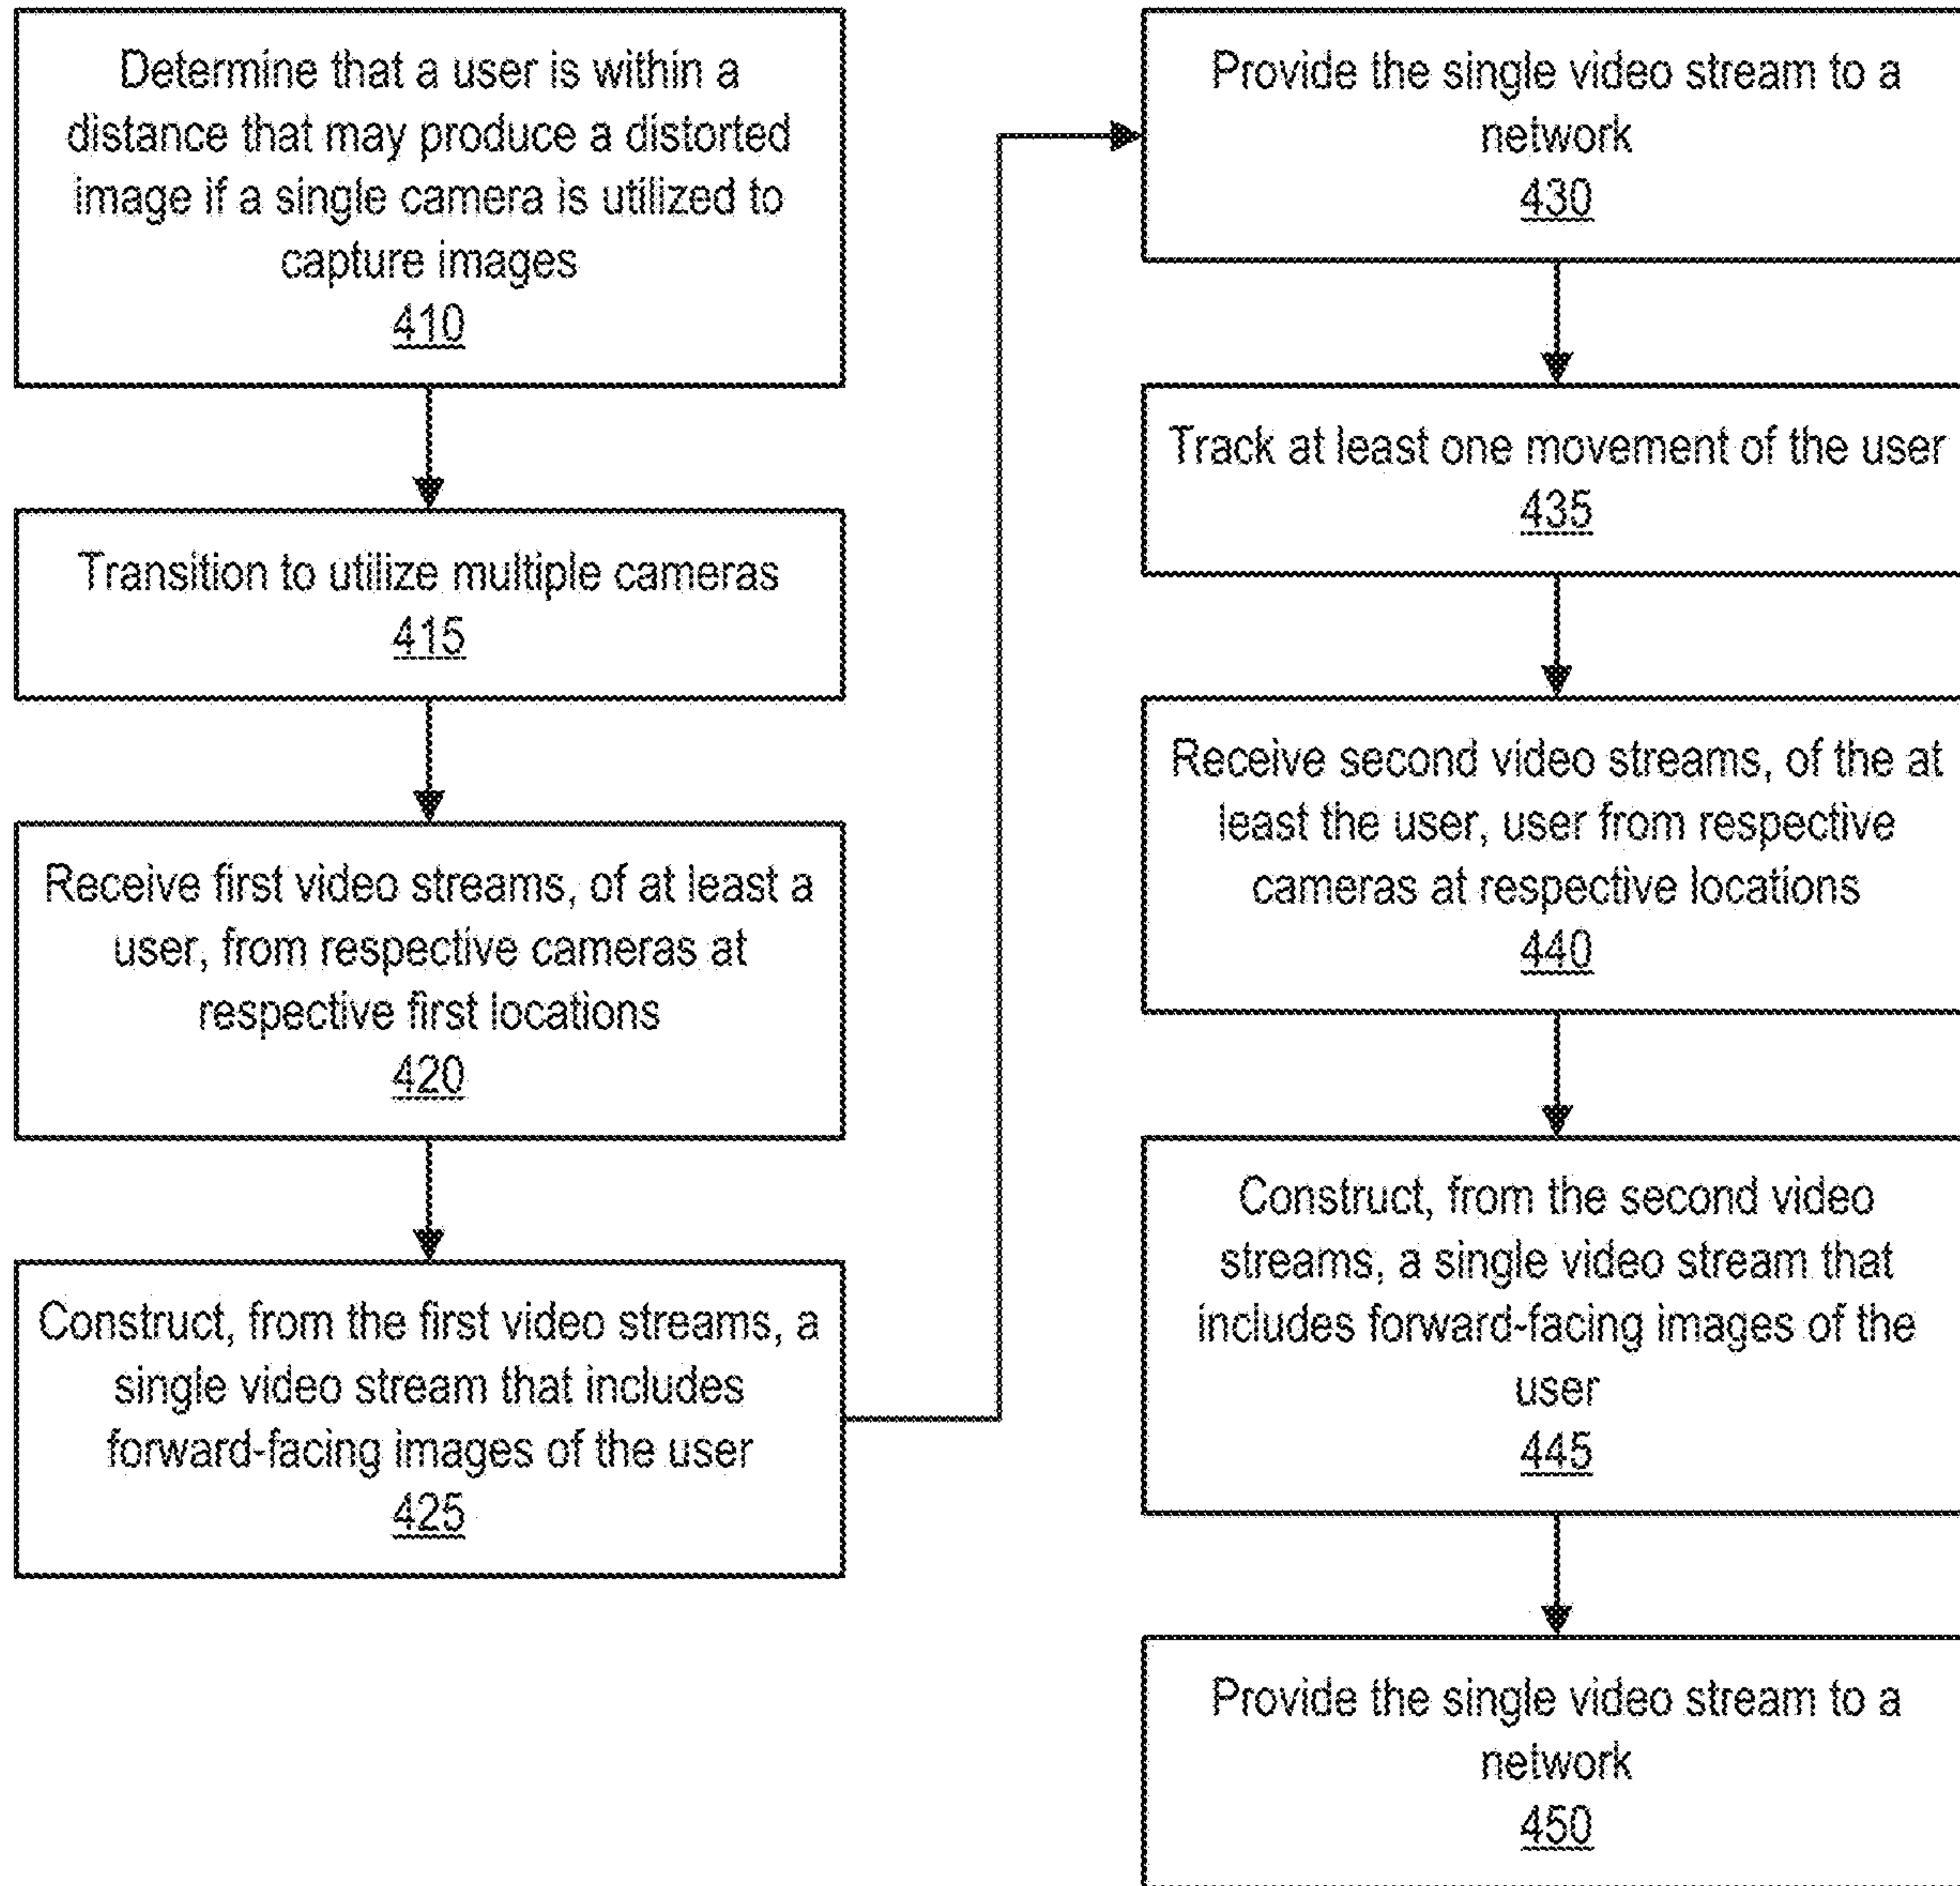 Determine that a user is within a
distance that may produce a distorted
image if a single camera is utilized to
capture images
410
Transition to utilize multiple cameras
415
Receive first video streams, of at least a
user, from respective cameras at
respective first locations
420
Construct, from the first video streams, a
single video stream that includes
forward-facing images of the user
425
Provide the single video stream to a
network
430
Track at least one movement of the user
435
Receive second video streams, of the at
least the user, user from respective
cameras at respective locations
440
Construct, from the second video
streams, a single video stream that
includes forward-facing images of the
user
445
Provide the single video stream to a
network
450